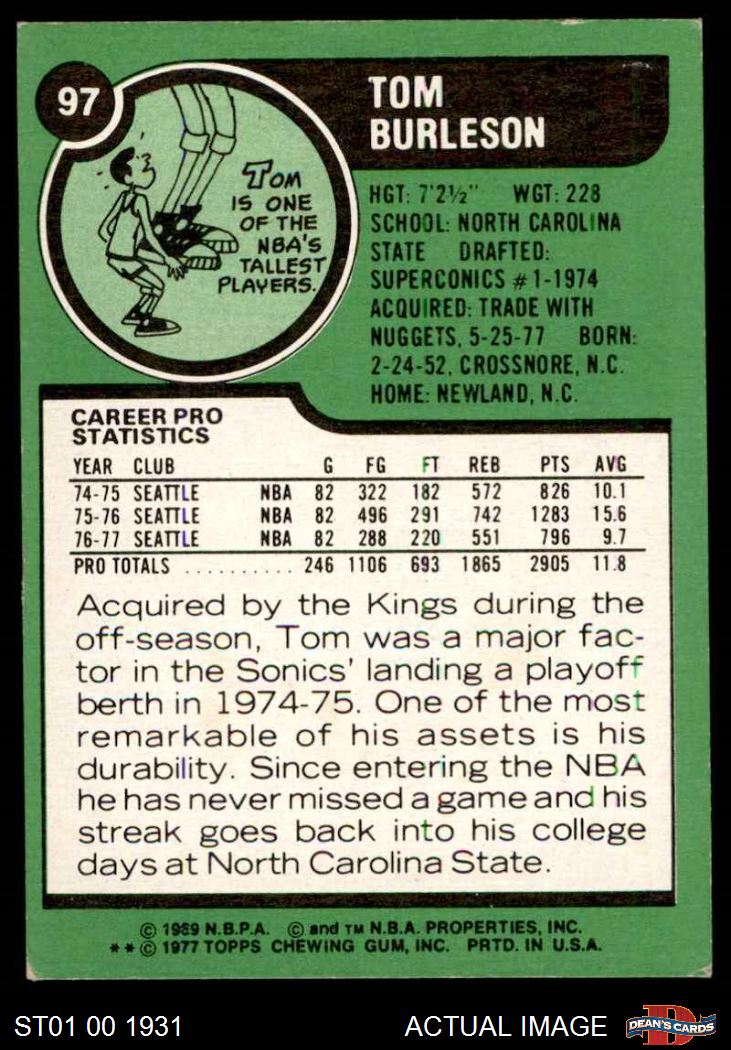 97
TOM
BURLESON
TOM
IS ONE
OF THE
NBA'S
TALLEST
PLAYERS.
HGT: 7'2½" WGT: 228
SCHOOL: NORTH CAROLINA
STATE DRAFTED:
SUPERCONICS #1-1974
ACQUIRED: TRADE WITH
NUGGETS, 5-25-77 BORN:
2-24-52, CROSSNORE, N.C.
HOME: NEWLAND, N.C.
CAREER PRO
STATISTICS
YEAR CLUB G FG FT REB PTS AVG
74-75 SEATTLE NBA 82 322 182 572 826 10.1
75-76 SEATTLE NBA 82 496 291 742 1283 15.6
76-77 SEATTLE NBA 82 288 220 551 796 9.7
PRO TOTALS .......... 246 1106 693 1865 2905 11.8
Acquired by the Kings during the
off-season, Tom was a major fac-
tor in the Sonics' landing a playoff
berth in 1974-75. One of the most
remarkable of his assets is his
durability. Since entering the NBA
he has never missed a game and his
streak goes back into his college
days at North Carolina State.
© 1969 N.B.P.A. © and TM N.B.A. PROPERTIES, INC.
**© 1977 TOPPS CHEWING GUM, INC. PRTD. IN U.S.A.
ST01 00 1931 ACTUAL IMAGE
D
DEAN'S CARDS